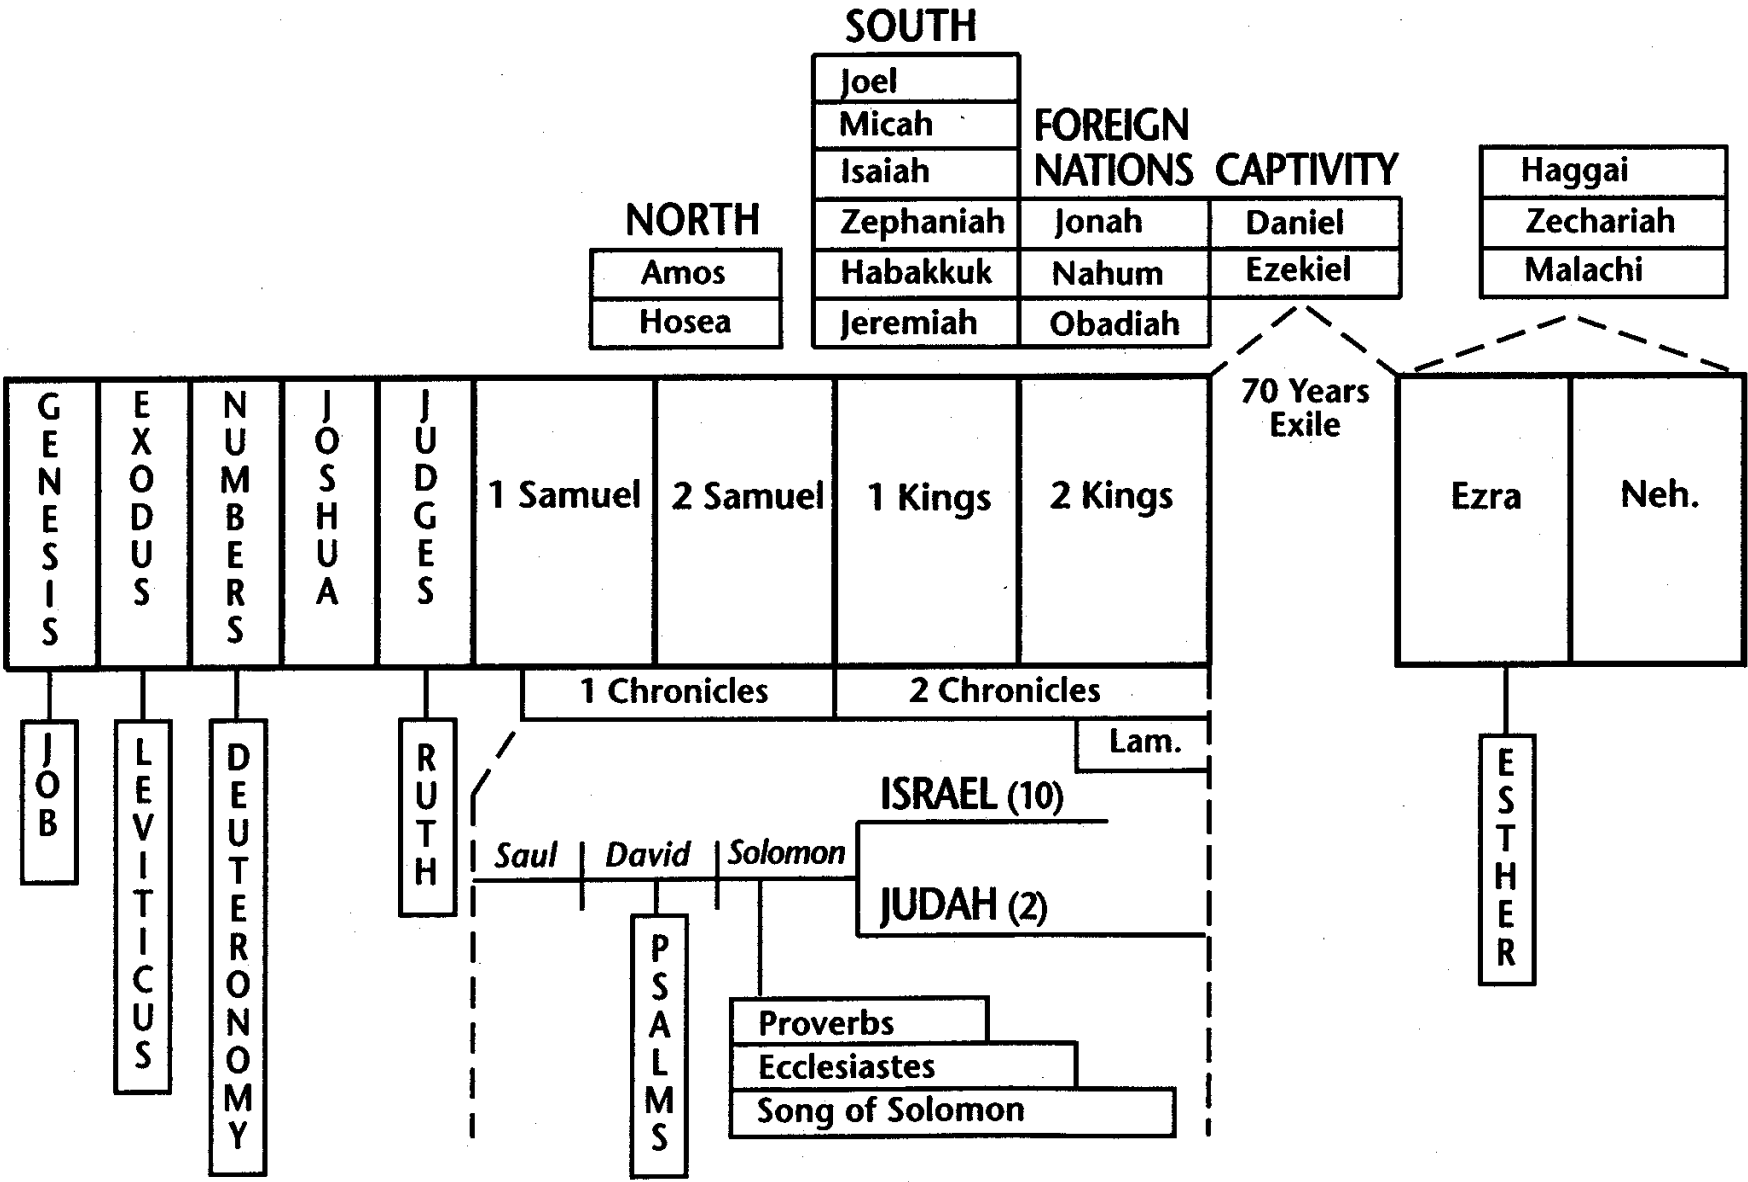 SOUTH
Joel
Micah
Isaiah
Zephaniah
Habakkuk
Jeremiah
FOREIGN
NATIONS
Jonah
Nahum
Obadiah
CAPTIVITY
Daniel
Ezekiel
NORTH
Amos
Hosea
Haggai
Zechariah
Malachi
GENESIS
EXODUS
NUMBERS
JOSHUA
JUDGES
1 Samuel
2 Samuel
1 Kings
2 Kings
70 Years
Exile
Ezra
Neh.
1 Chronicles
2 Chronicles
Lam.
JOB
LEVITICUS
DEUTERONOMY
RUTH
ISRAEL (10)
Saul
David
Solomon
JUDAH (2)
PSALMS
Proverbs
Ecclesiastes
Song of Solomon
ESTHER